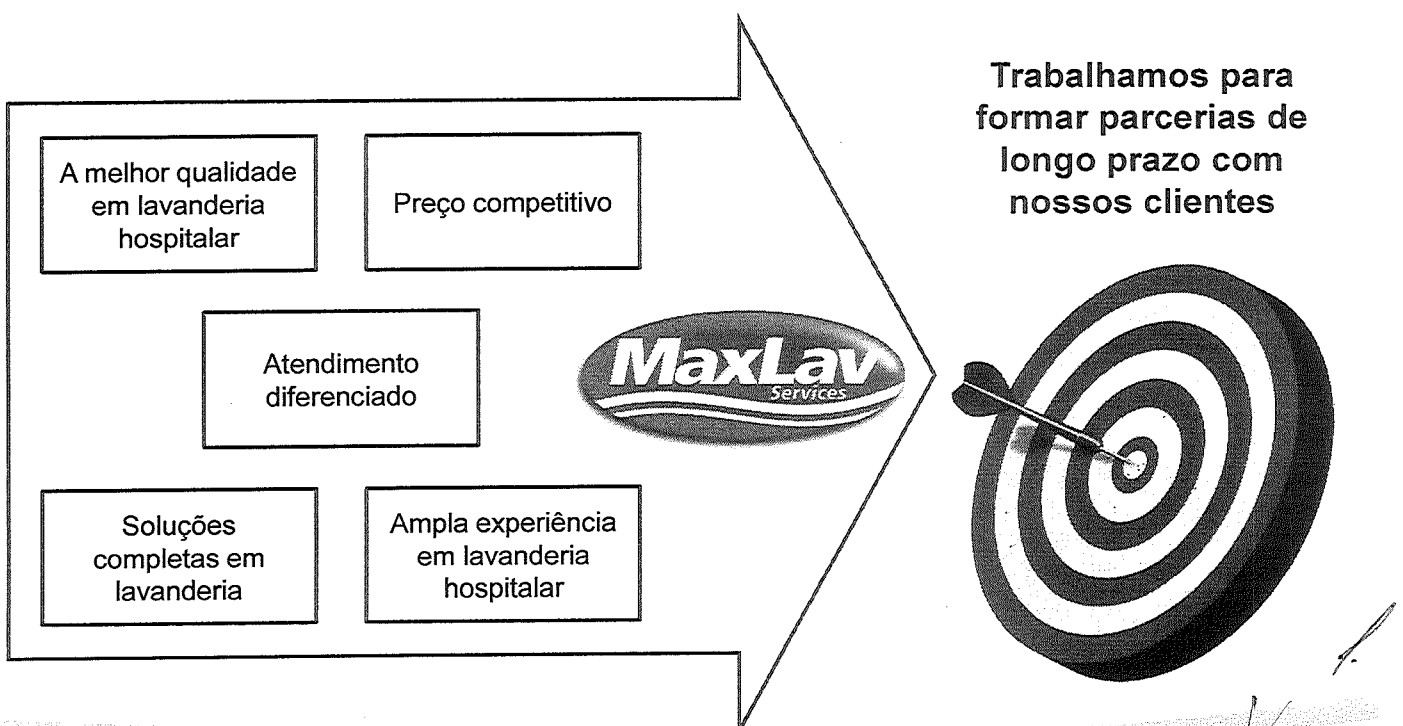 A melhor qualidade
em lavanderia
hospitalar
Preço competitivo
Atendimento
diferenciado
MaxLav
Services
Soluções
completas em
lavanderia
Ampla experiência
em lavanderia
hospitalar
Trabalhamos para
formar parcerias de
longo prazo com
nossos clientes